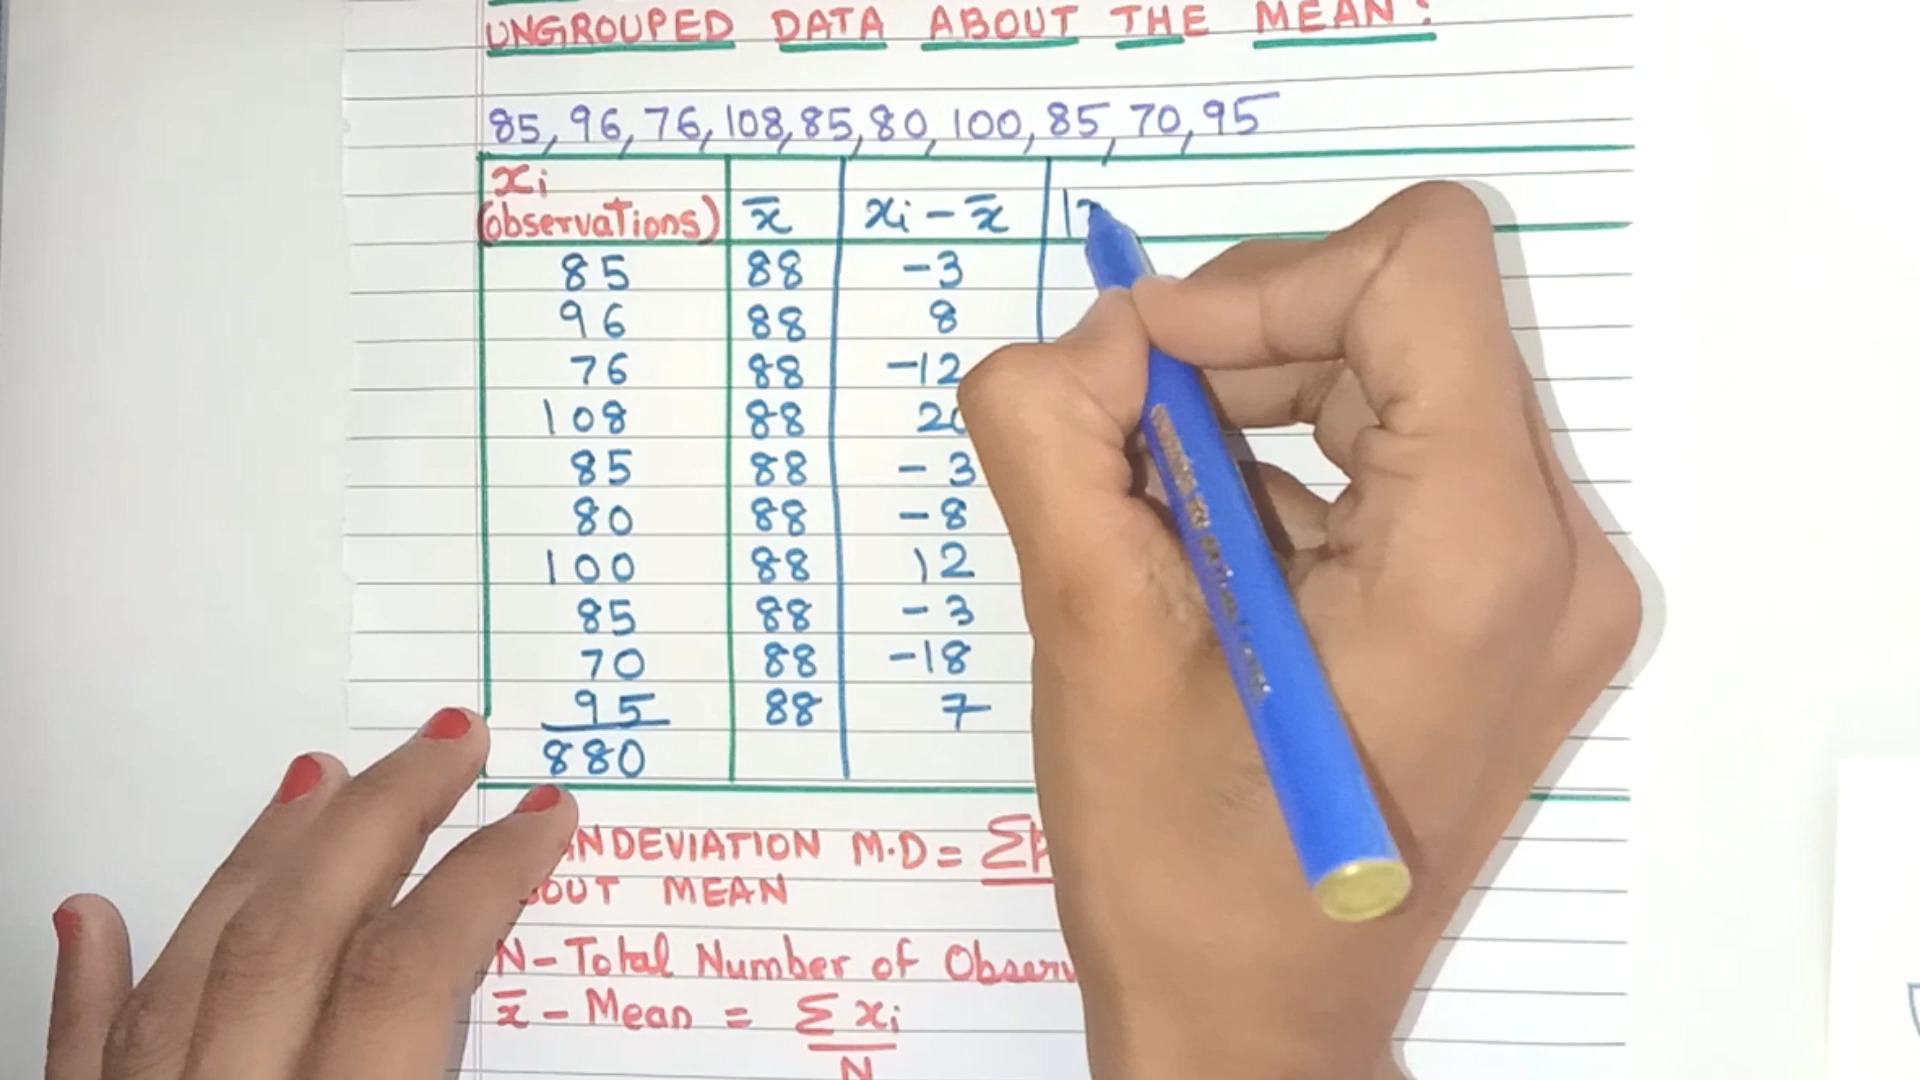 UNGROUPED DATA ABOUT THE MEAN:
85, 96, 76, 108, 85, 80, 100, 85, 70, 95
xi
(observations) x̄ xi - x̄
85 88 -3
96 88 8
76 88 -12
108 88 20
85 88 -3
80 88 -8
100 88 12
85 88 -3
70 88 -18
95 88 7
880
DEVIATION M.D = Σ
MEAN
N - Total Number of
x̄ - Mean = Σ xi
N